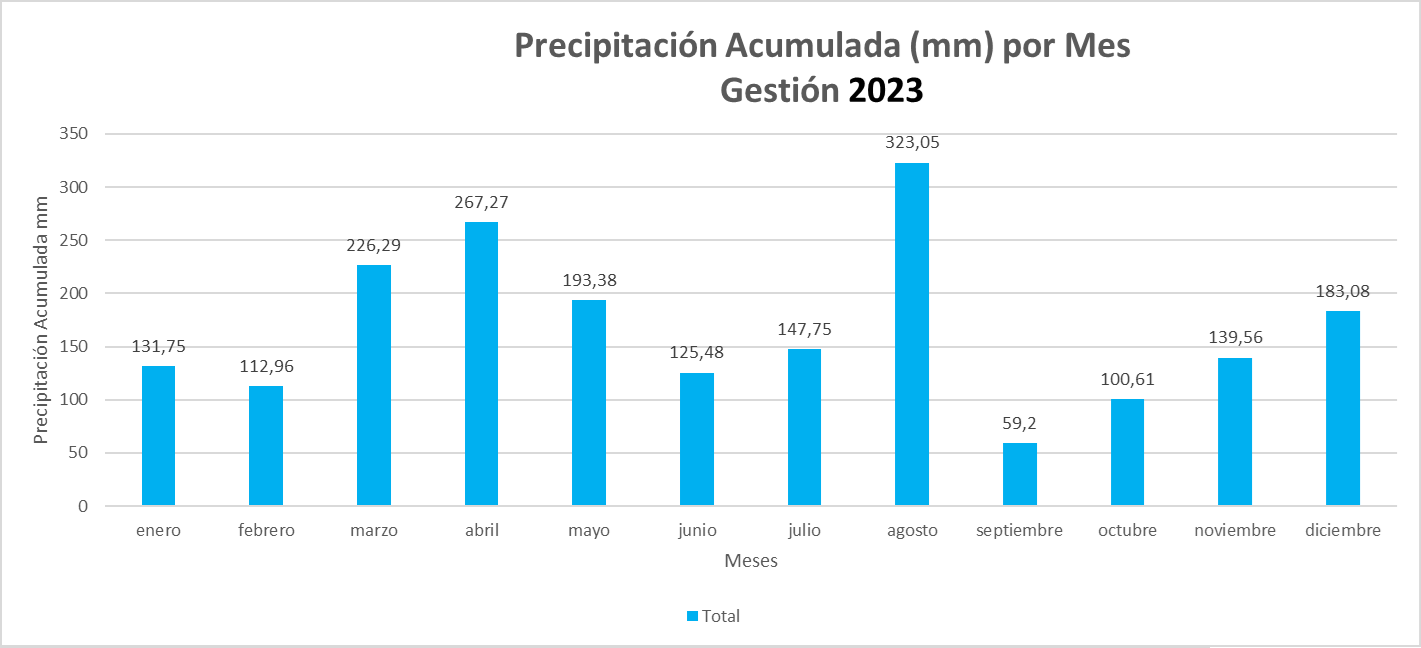 Precipitación Acumulada (mm) por Mes
Gestión 2023
Precipitación Acumulada mm
350
300
250
200
150
100
50
0
131,75
112,96
226,29
267,27
193,38
125,48
147,75
323,05
59,2
100,61
139,56
183,08
enero
febrero
marzo
abril
mayo
junio
julio
agosto
septiembre
octubre
noviembre
diciembre
Meses
Total